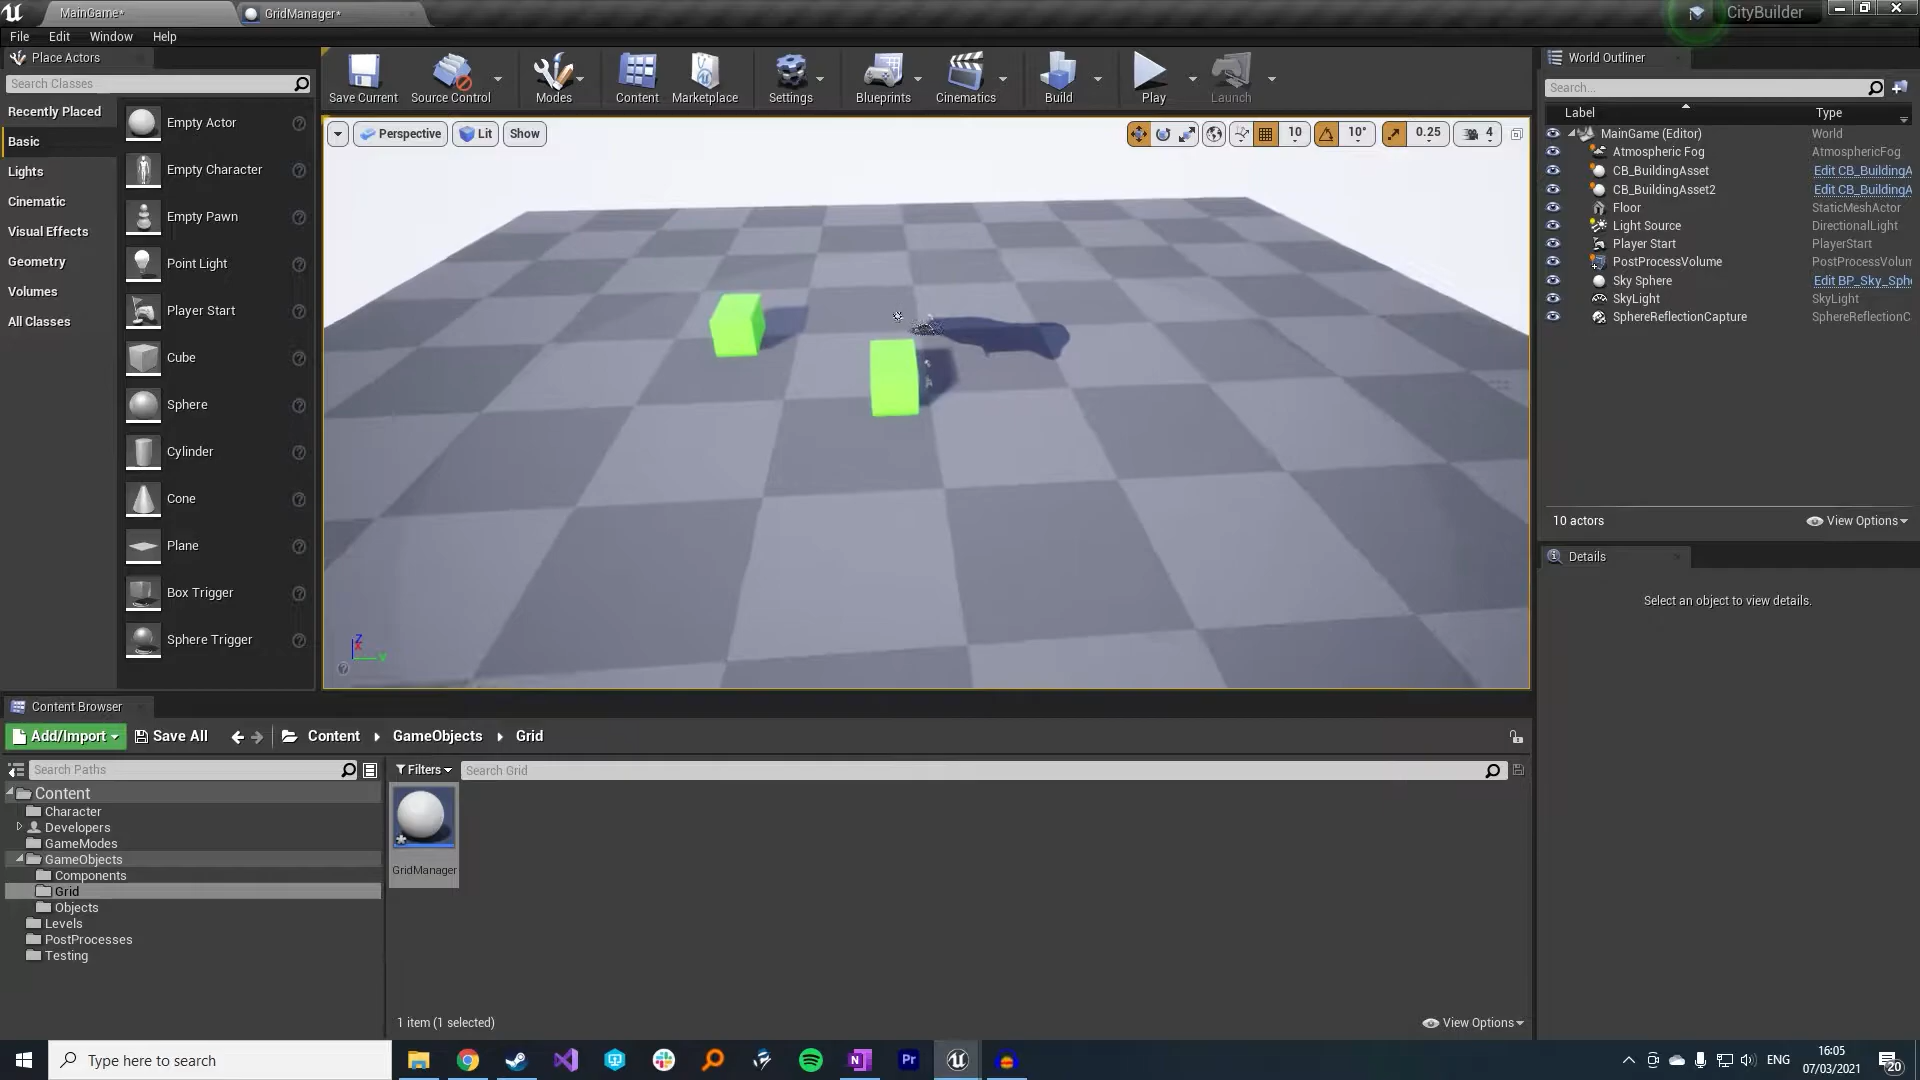 MainGame*
GridManager*
CityBuilder
File Edit Window Help
Place Actors
Search Classes
Recently Placed
Basic
Lights
Cinematic
Visual Effects
Geometry
Volumes
All Classes
Empty Actor
Empty Character
Empty Pawn
Point Light
Player Start
Cube
Sphere
Cylinder
Cone
Plane
Box Trigger
Sphere Trigger
Save Current Source Control Modes Content Marketplace Settings Blueprints Cinematics Build Play Launch
Perspective Lit Show
10 10° 0.25 4
Z
X
Y
World Outliner
Search...
Label Type
MainGame (Editor) World
Atmospheric Fog AtmosphericFog
CB_BuildingAsset Edit CB_BuildingA
CB_BuildingAsset2 Edit CB_BuildingA
Floor StaticMeshActor
Light Source DirectionalLight
Player Start PlayerStart
PostProcessVolume PostProcessVolum
Sky Sphere Edit BP_Sky_Sph
SkyLight SkyLight
SphereReflectionCapture SphereReflectionC
10 actors View Options
Details
Select an object to view details.
Content Browser
Add/Import Save All Content GameObjects Grid
Search Paths
Filters Search Grid
Content
Character
Developers
GameModes
GameObjects
Components
Grid
Objects
Levels
PostProcesses
Testing
GridManager
1 item (1 selected) View Options
Type here to search
ENG
16:05
07/03/2021
20